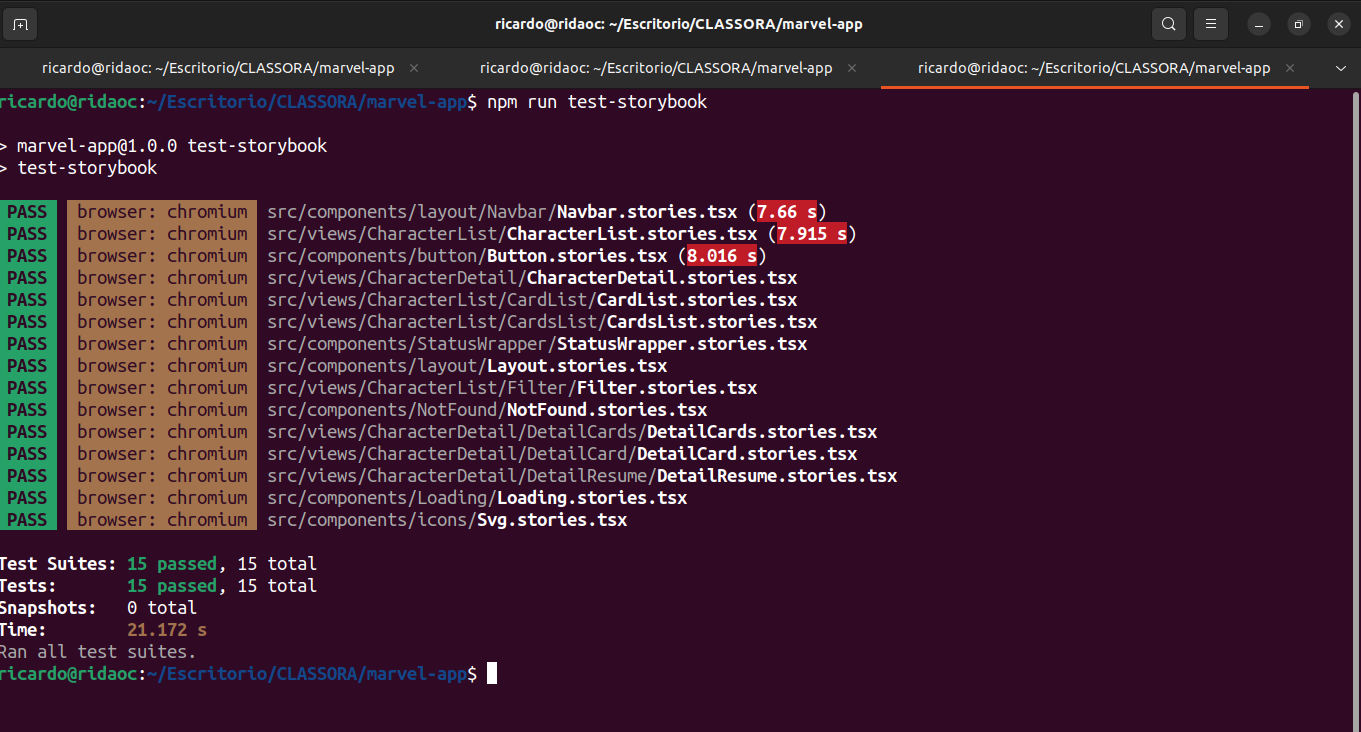 ricardo@ridaoc: ~/Escritorio/CLASSORA/marvel-app
ricardo@ridaoc: ~/Escritorio/CLASSORA/marvel-app × ricardo@ridaoc: ~/Escritorio/CLASSORA/marvel-app × ricardo@ridaoc: ~/Escritorio/CLASSORA/marvel-app ×
ricardo@ridaoc:~/Escritorio/CLASSORA/marvel-app$ npm run test-storybook
> marvel-app@1.0.0 test-storybook
> test-storybook
PASS browser: chromium src/components/layout/Navbar/Navbar.stories.tsx (7.66 s)
PASS browser: chromium src/views/CharacterList/CharacterList.stories.tsx (7.915 s)
PASS browser: chromium src/components/button/Button.stories.tsx (8.016 s)
PASS browser: chromium src/views/CharacterDetail/CharacterDetail.stories.tsx
PASS browser: chromium src/views/CharacterList/CardList/CardList.stories.tsx
PASS browser: chromium src/views/CharacterList/CardsList/CardsList.stories.tsx
PASS browser: chromium src/components/StatusWrapper/StatusWrapper.stories.tsx
PASS browser: chromium src/components/layout/Layout.stories.tsx
PASS browser: chromium src/views/CharacterList/Filter/Filter.stories.tsx
PASS browser: chromium src/components/NotFound/NotFound.stories.tsx
PASS browser: chromium src/views/CharacterDetail/DetailCards/DetailCards.stories.tsx
PASS browser: chromium src/views/CharacterDetail/DetailCard/DetailCard.stories.tsx
PASS browser: chromium src/views/CharacterDetail/DetailResume/DetailResume.stories.tsx
PASS browser: chromium src/components/Loading/Loading.stories.tsx
PASS browser: chromium src/components/icons/Svg.stories.tsx
Test Suites: 15 passed, 15 total
Tests: 15 passed, 15 total
Snapshots: 0 total
Time: 21.172 s
Ran all test suites.
ricardo@ridaoc:~/Escritorio/CLASSORA/marvel-app$